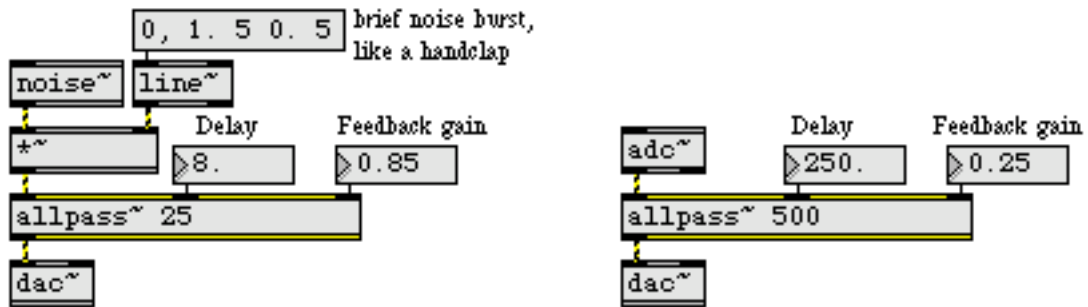 0, 1. 5 0. 5
brief noise burst,
like a handclap
noise~
line~
*~
Delay
8.
Feedback gain
0.85
allpass~ 25
dac~
adc~
Delay
250.
Feedback gain
0.25
allpass~ 500
dac~